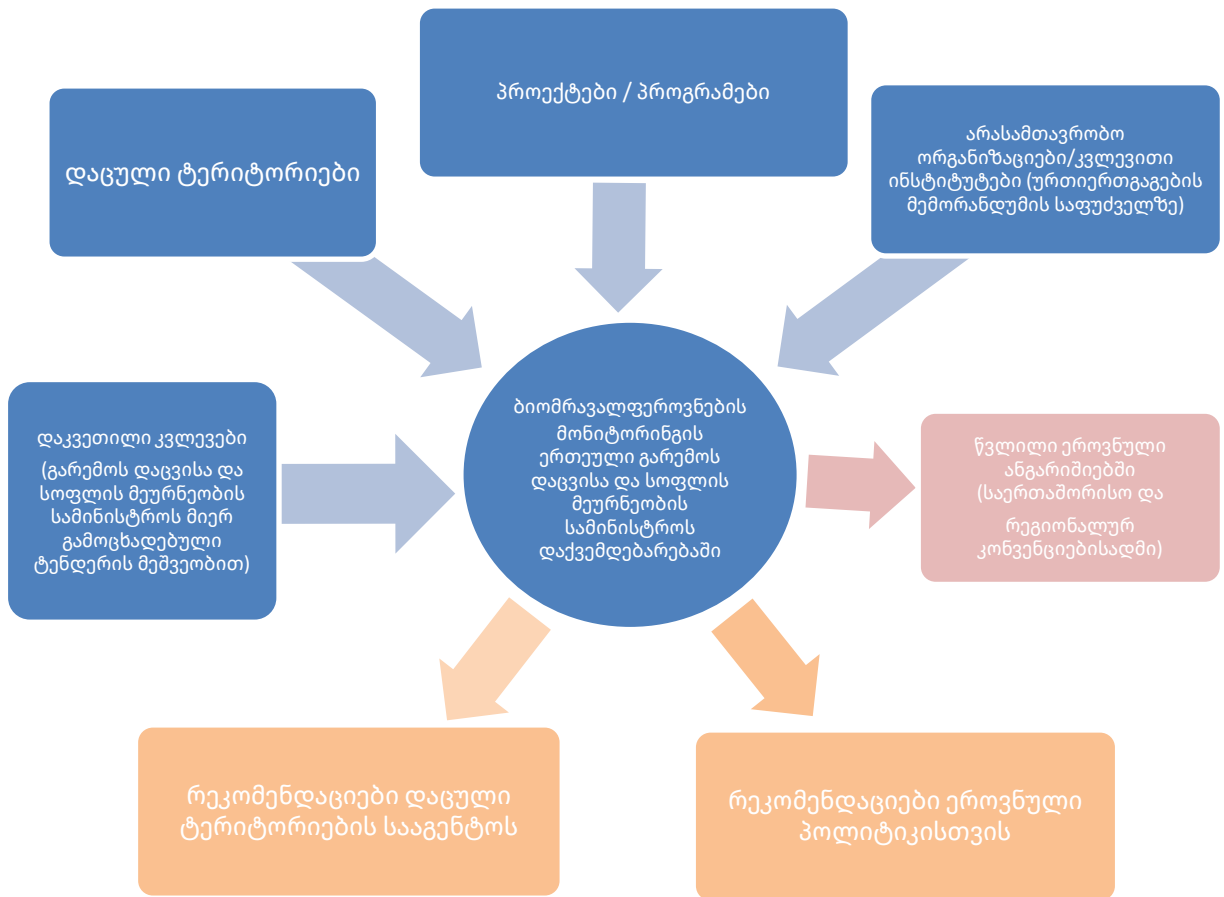 პროექტები / პროგრამები
დაცული ტერიტორიები
არასამთავრობო
ორგანიზაციები/კვლევითი
ინსტიტუტები (ურთიერთგაგების
მემორანდუმის საფუძველზე)
დაკვეთილი კვლევები
(გარემოს დაცვისა და
სოფლის მეურნეობის
სამინისტროს მიერ
გამოცხადებული
ტენდერის მეშვეობით)
ბიომრავალფეროვნების
მონიტორინგის
ერთეული გარემოს
დაცვისა და სოფლის
მეურნეობის
სამინისტროს
დაქვემდებარებაში
წვლილი ეროვნული
ანგარიშიებში
(საერთაშორისო და
რეგიონალურ
კონვენციებისადმი)
რეკომენდაციები დაცული
ტერიტორიების სააგენტოს
რეკომენდაციები ეროვნული
პოლიტიკისთვის